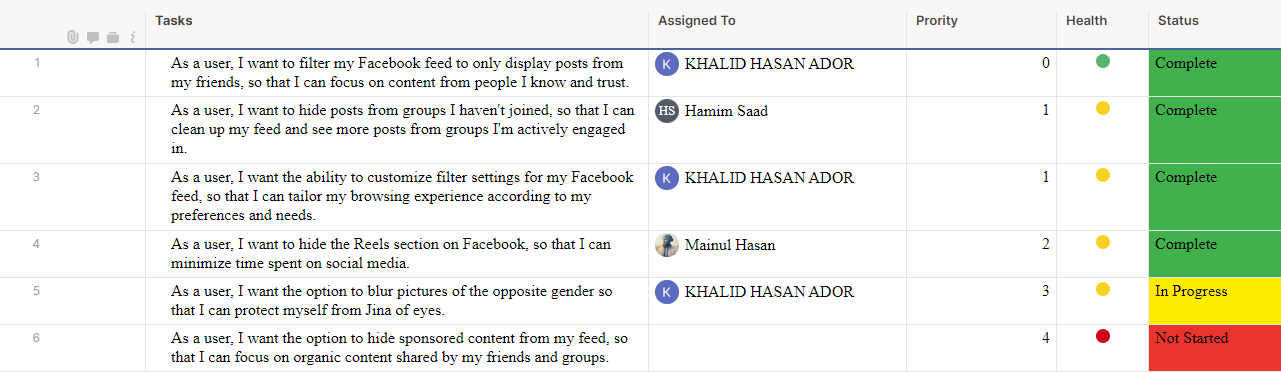 Tasks Assigned To Prority Health Status
1 As a user, I want to filter my Facebook feed to only display posts from K KHALID HASAN ADOR 0 Complete
my friends, so that I can focus on content from people I know and trust.
2 As a user, I want to hide posts from groups I haven't joined, so that I can HS Hamim Saad 1 Complete
clean up my feed and see more posts from groups I'm actively engaged
in.
3 As a user, I want the ability to customize filter settings for my Facebook K KHALID HASAN ADOR 1 Complete
feed, so that I can tailor my browsing experience according to my
preferences and needs.
4 As a user, I want to hide the Reels section on Facebook, so that I can Mainul Hasan 2 Complete
minimize time spent on social media.
5 As a user, I want the option to blur pictures of the opposite gender so K KHALID HASAN ADOR 3 In Progress
that I can protect myself from Jina of eyes.
6 As a user, I want the option to hide sponsored content from my feed, so 4 Not Started
that I can focus on organic content shared by my friends and groups.